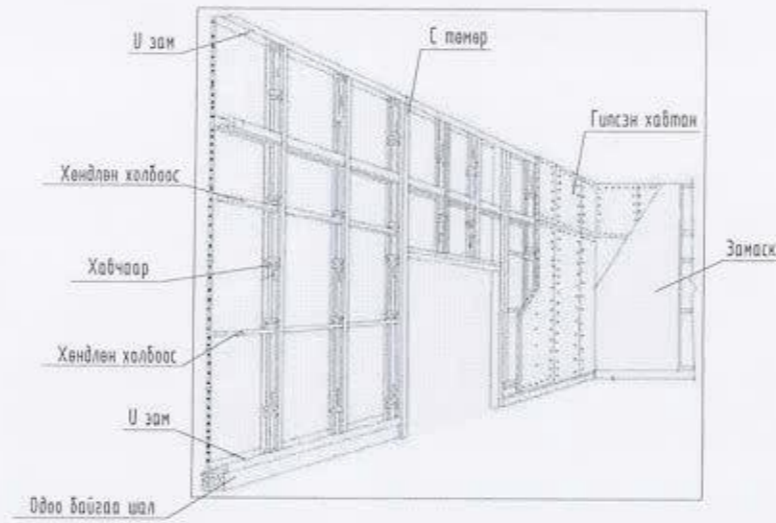 U зам
С төмөр
Гипсэн хавтан
Хөндлөн холбоос
Хавчаар
Замаск
Хөндлөн холбоос
U зам
Одоо байгаа шал